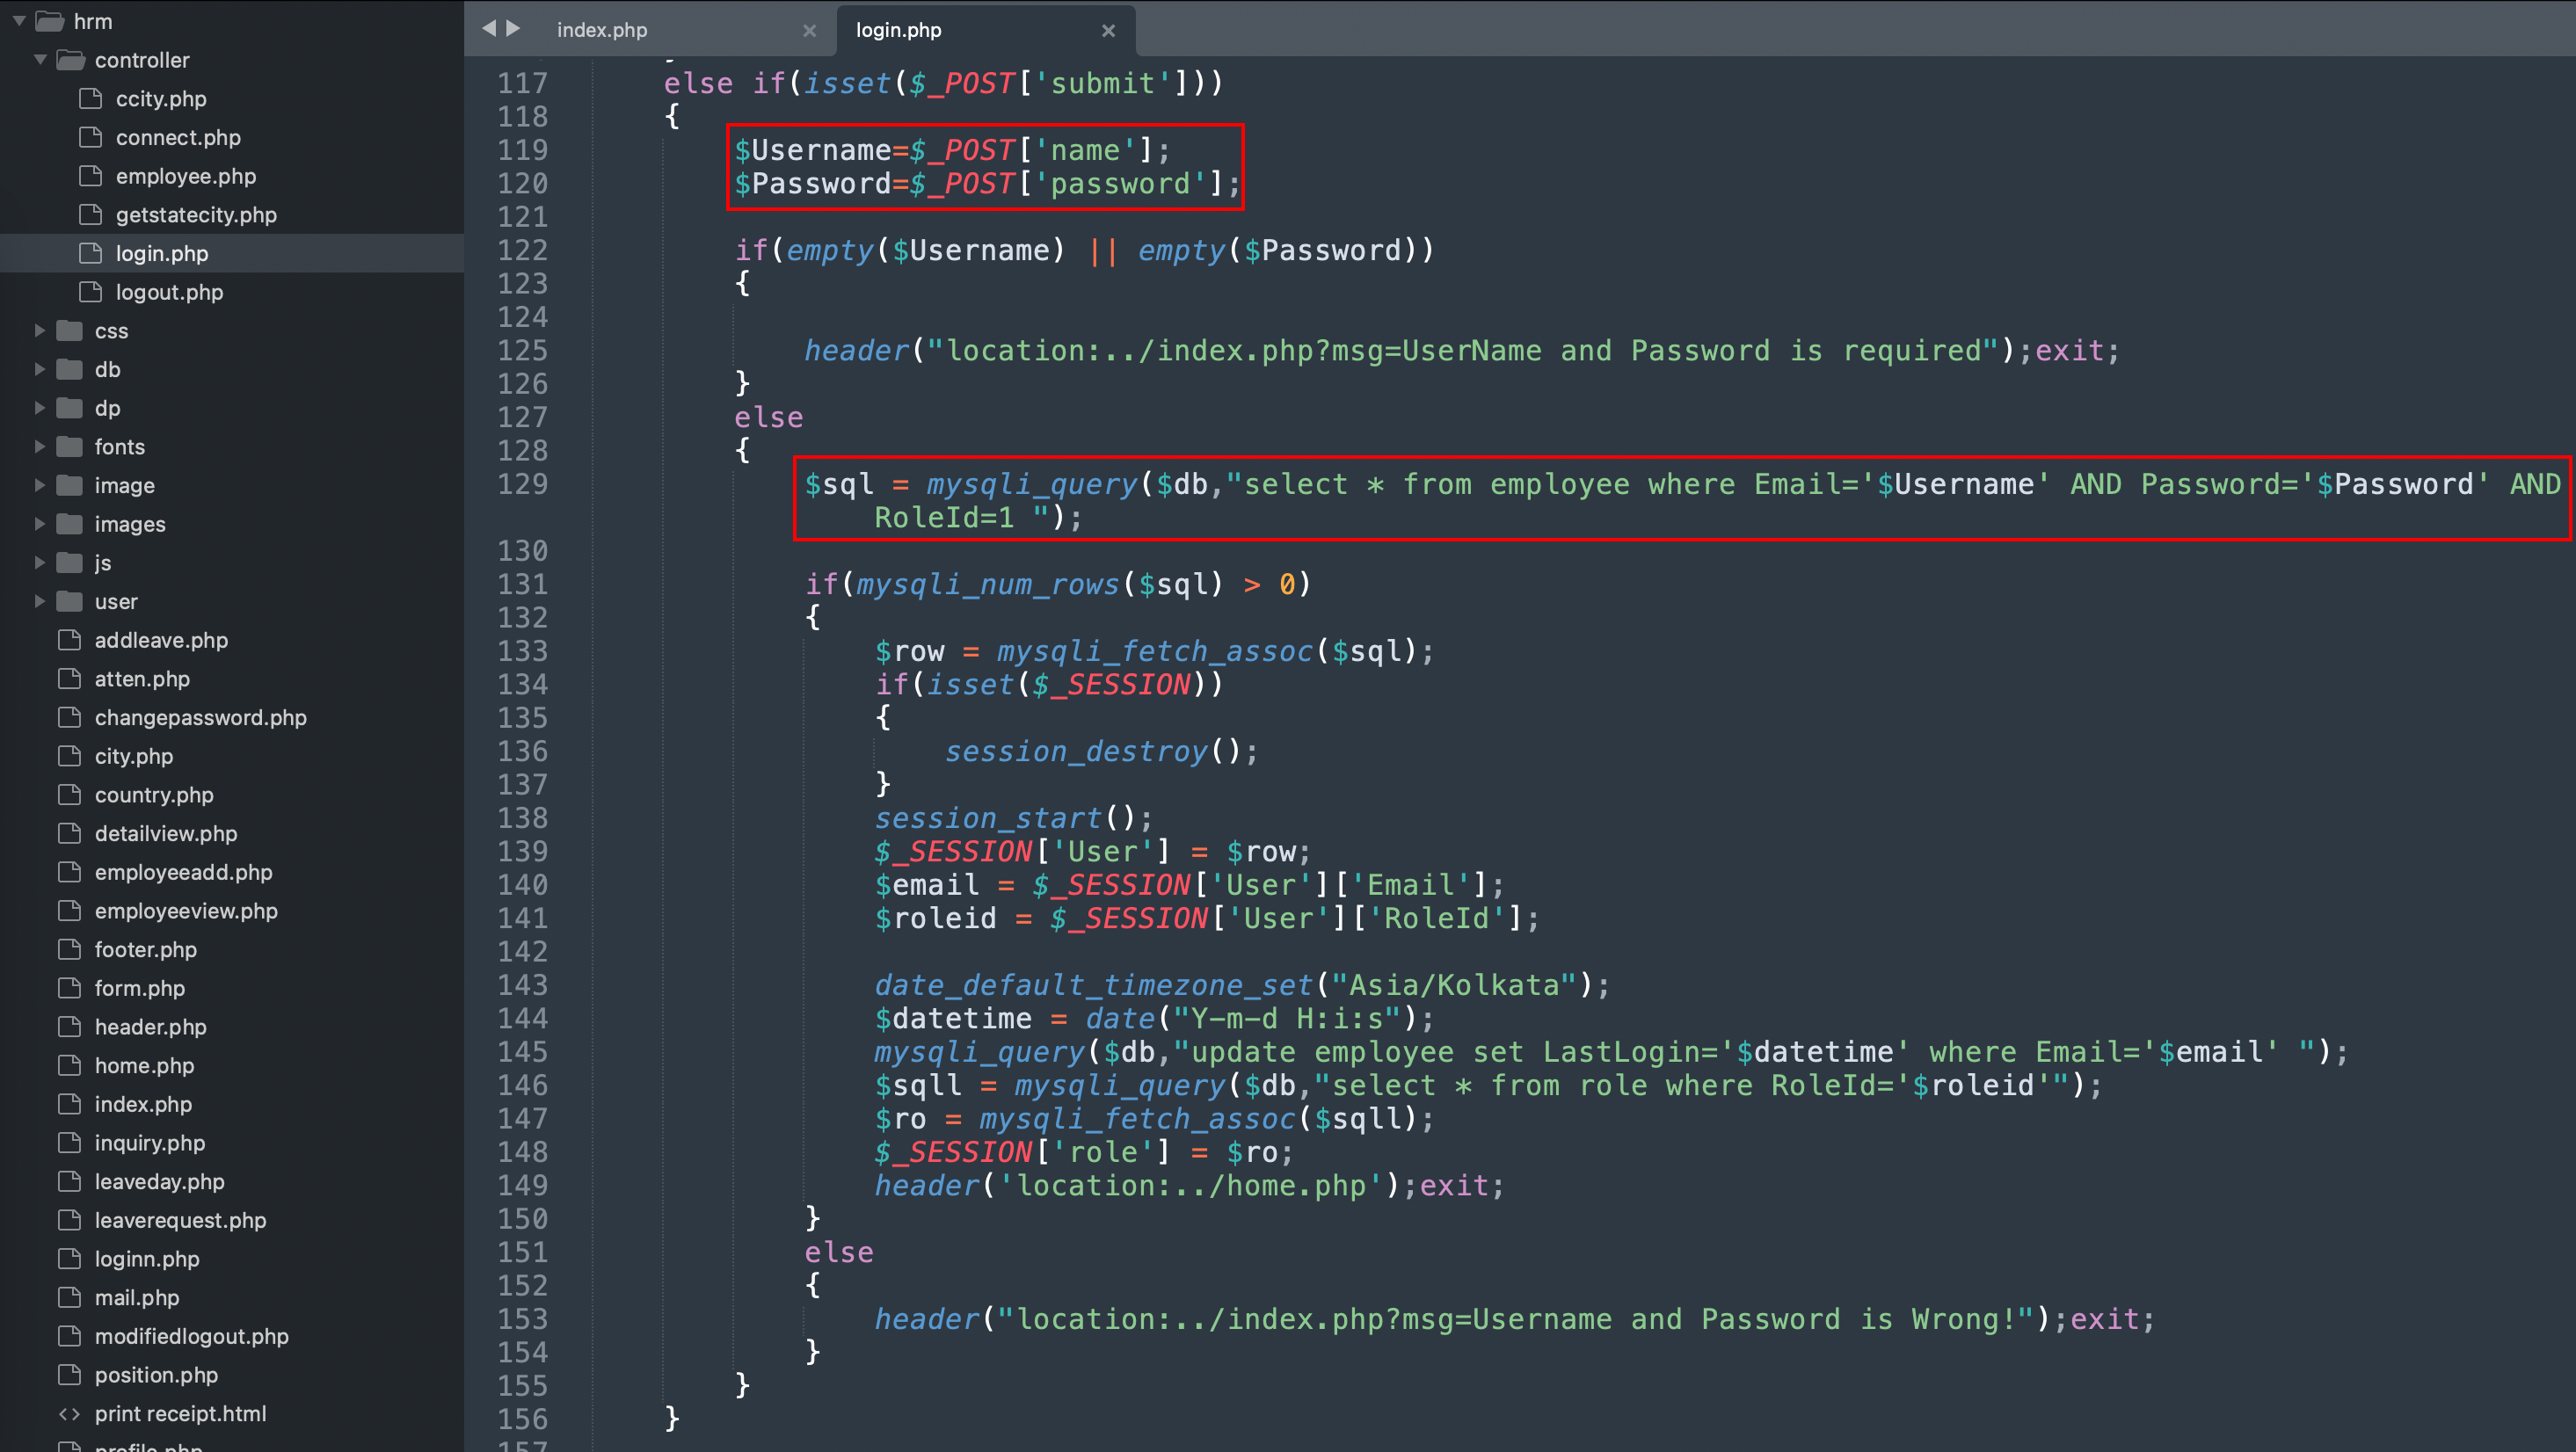 hrm
controller
ccity.php
connect.php
employee.php
getstatecity.php
login.php
logout.php
css
db
dp
fonts
image
images
js
user
addleave.php
atten.php
changepassword.php
city.php
country.php
detailview.php
employeeadd.php
employeeview.php
footer.php
form.php
header.php
home.php
index.php
inquiry.php
leaveday.php
leaverequest.php
loginn.php
mail.php
modifiedlogout.php
position.php
<> print receipt.html
profile.php
index.php ×
login.php ×
117 else if(isset($_POST['submit']))
118 {
119 $Username=$_POST['name'];
120 $Password=$_POST['password'];
121
122 if(empty($Username) || empty($Password))
123 {
124
125 header("location:../index.php?msg=UserName and Password is required");exit;
126 }
127 else
128 {
129 $sql = mysqli_query($db,"select * from employee where Email='$Username' AND Password='$Password' AND
RoleId=1 ");
130
131 if(mysqli_num_rows($sql) > 0)
132 {
133 $row = mysqli_fetch_assoc($sql);
134 if(isset($_SESSION))
135 {
136 session_destroy();
137 }
138 session_start();
139 $_SESSION['User'] = $row;
140 $email = $_SESSION['User']['Email'];
141 $roleid = $_SESSION['User']['RoleId'];
142
143 date_default_timezone_set("Asia/Kolkata");
144 $datetime = date("Y-m-d H:i:s");
145 mysqli_query($db,"update employee set LastLogin='$datetime' where Email='$email' ");
146 $sqll = mysqli_query($db,"select * from role where RoleId='$roleid'");
147 $ro = mysqli_fetch_assoc($sqll);
148 $_SESSION['role'] = $ro;
149 header('location:../home.php');exit;
150 }
151 else
152 {
153 header("location:../index.php?msg=Username and Password is Wrong!");exit;
154 }
155 }
156 }
157